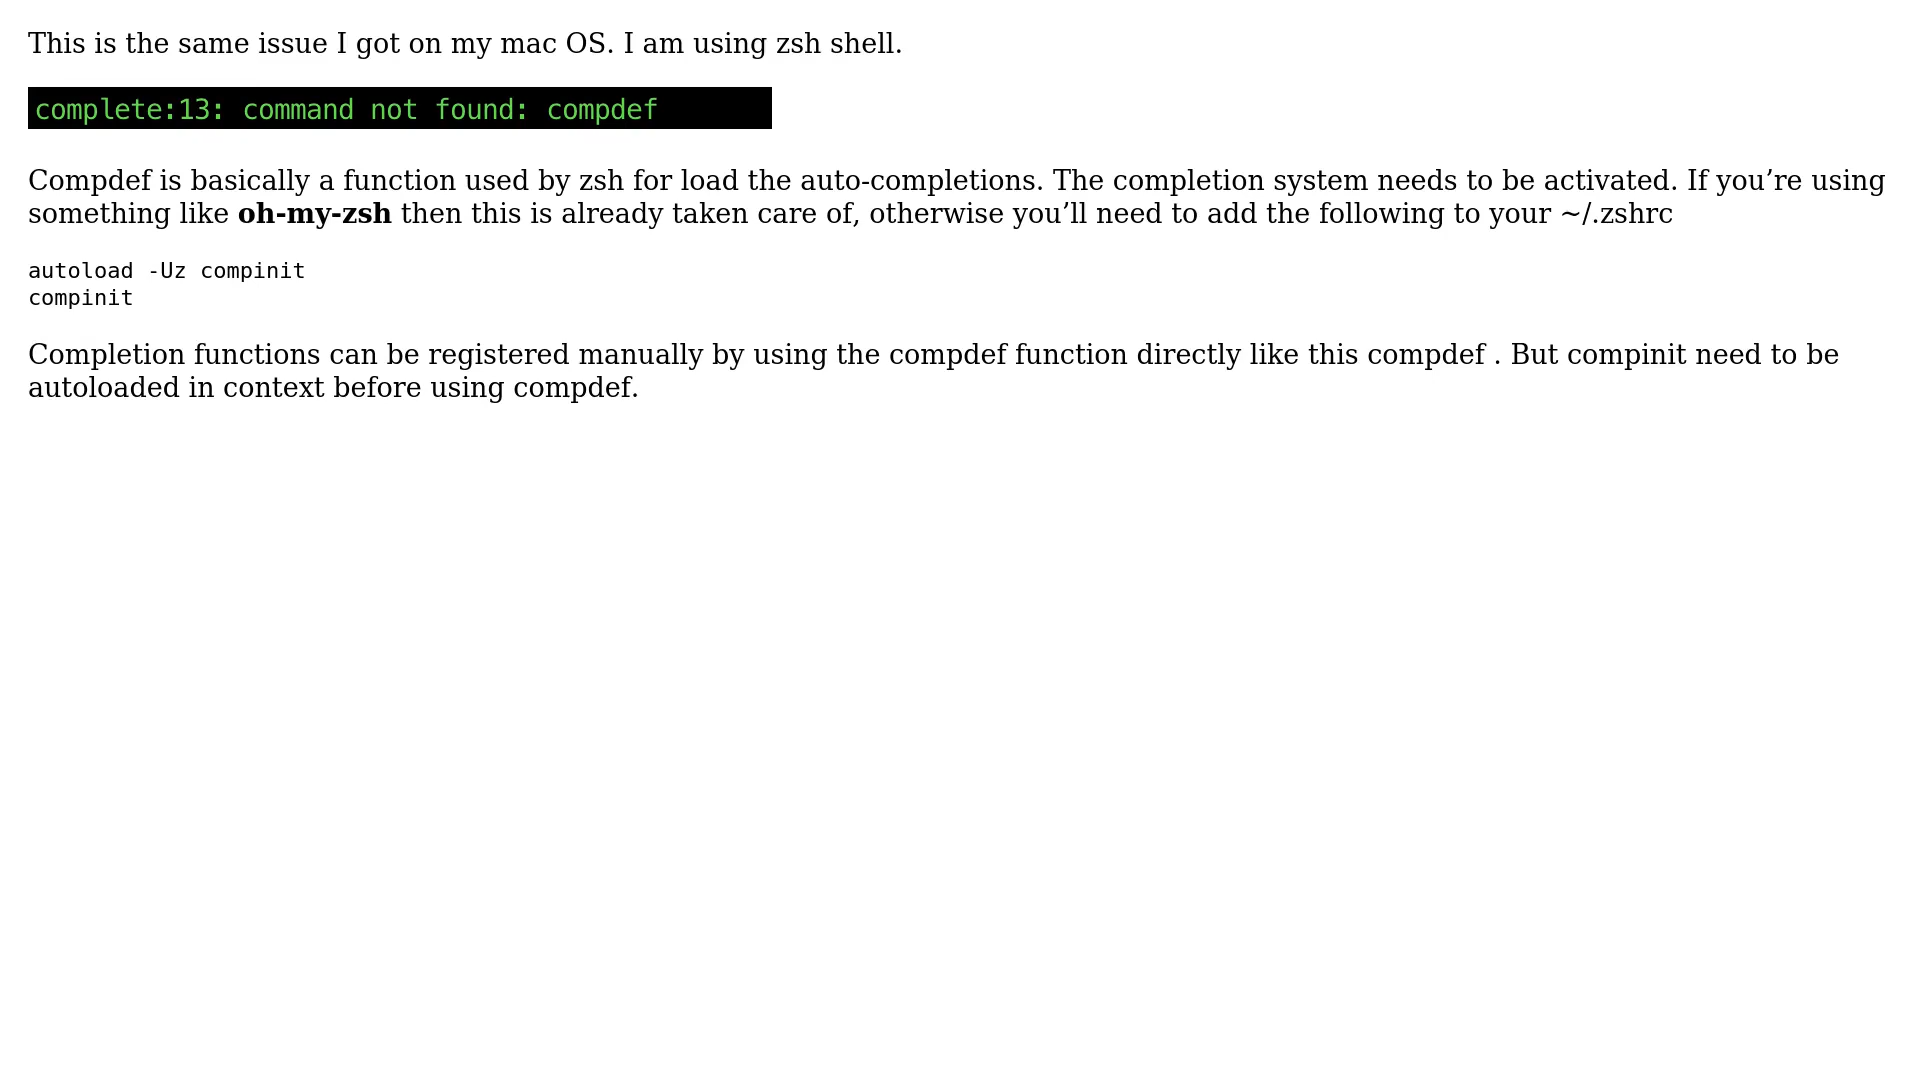 This is the same issue I got on my mac OS. I am using zsh shell.
complete:13: command not found: compdef
Compdef is basically a function used by zsh for load the auto-completions. The completion system needs to be activated. If you’re using
something like oh-my-zsh then this is already taken care of, otherwise you’ll need to add the following to your ~/.zshrc
autoload -Uz compinit
compinit
Completion functions can be registered manually by using the compdef function directly like this compdef . But compinit need to be
autoloaded in context before using compdef.